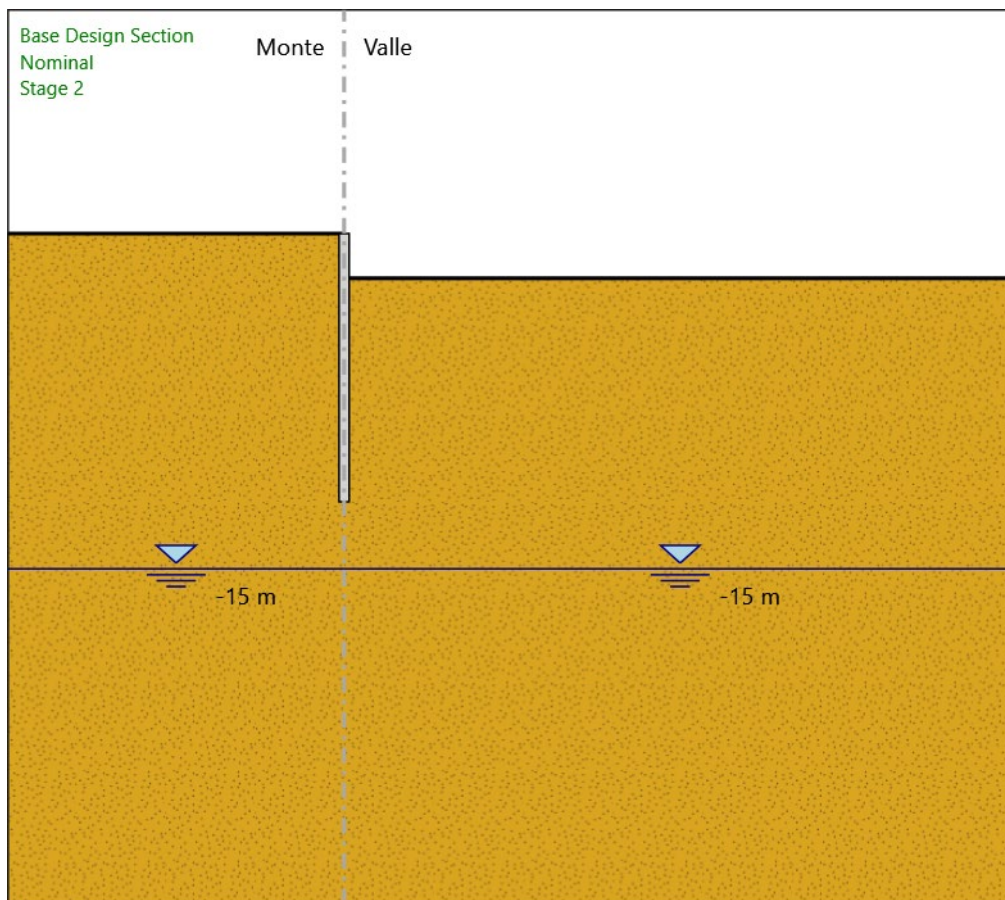 Base Design Section
Nominal
Stage 2
Monte
Valle
-15 m
-15 m